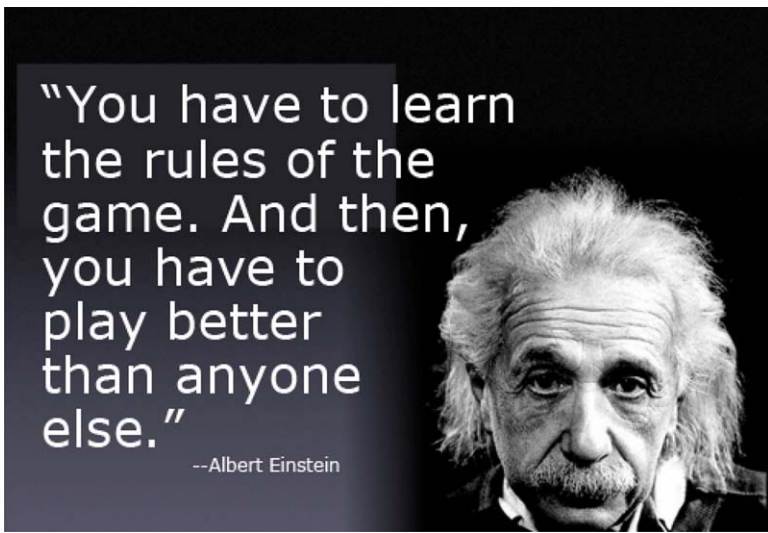 “You have to learn
the rules of the
game. And then,
you have to
play better
than anyone
else.”
--Albert Einstein